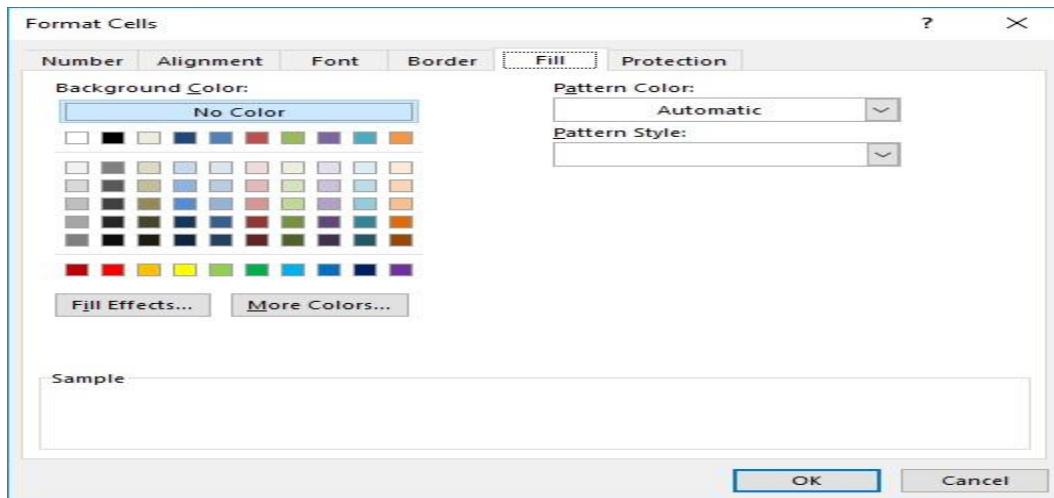 Format Cells ? ×
Number Alignment Font Border Fill Protection
Background Color:
No Color
Pattern Color:
Automatic
Pattern Style:
Fill Effects... More Colors...
Sample
OK Cancel